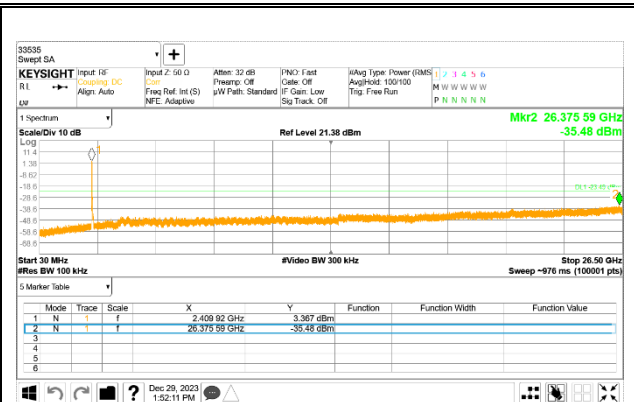 33535
Swept SA
KEYSIGHT Input: RF Input Z: 50 Ω Atten: 32 dB PNO: Fast #Avg Type: Power (RMS 1 2 3 4 5 6
RL Coupling: DC Corr Preamp: Off Gate: Off Avg|Hold: 100/100 M W W W W W
Align: Auto Freq Ref: Int (S) µW Path: Standard IF Gain: Low Trig: Free Run
NFE: Adaptive Sig Track: Off P N N N N N
1 Spectrum Mkr2 26.375 59 GHz
Scale/Div 10 dB Ref Level 21.38 dBm -35.48 dBm
Log
11.4
1.38
-8.62
-18.6
-28.6
-38.6
-48.6
-58.6
-68.6
1
2
Start 30 MHz #Video BW 300 kHz Stop 26.50 GHz
#Res BW 100 kHz Sweep ~976 ms (100001 pts)
5 Marker Table
Mode Trace Scale X Y Function Function Width Function Value
1 N 1 f 2.409 92 GHz 3.367 dBm
2 N 1 f 26.375 59 GHz -35.48 dBm
3
4
5
6
? Dec 29, 2023
1:52:11 PM